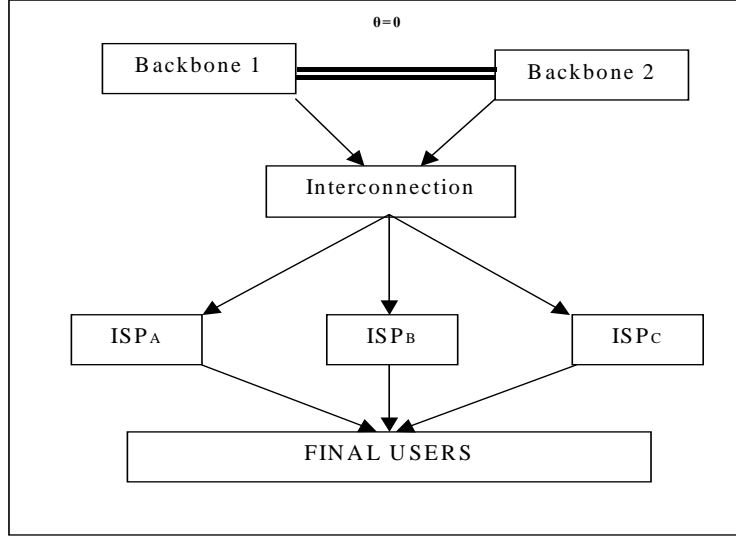 θ=0
Backbone 1
Backbone 2
Interconnection
ISPA
ISPB
ISPC
FINAL USERS